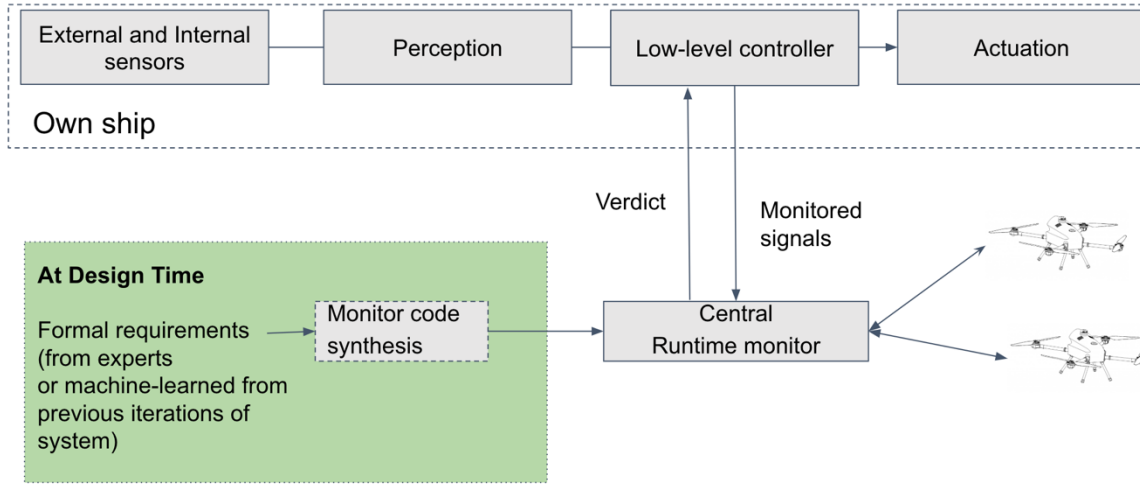 External and Internal
sensors
Perception
Low-level controller
Actuation
Own ship
Verdict
Monitored
signals
At Design Time
Formal requirements
(from experts
or machine-learned from
previous iterations of
system)
Monitor code
synthesis
Central
Runtime monitor